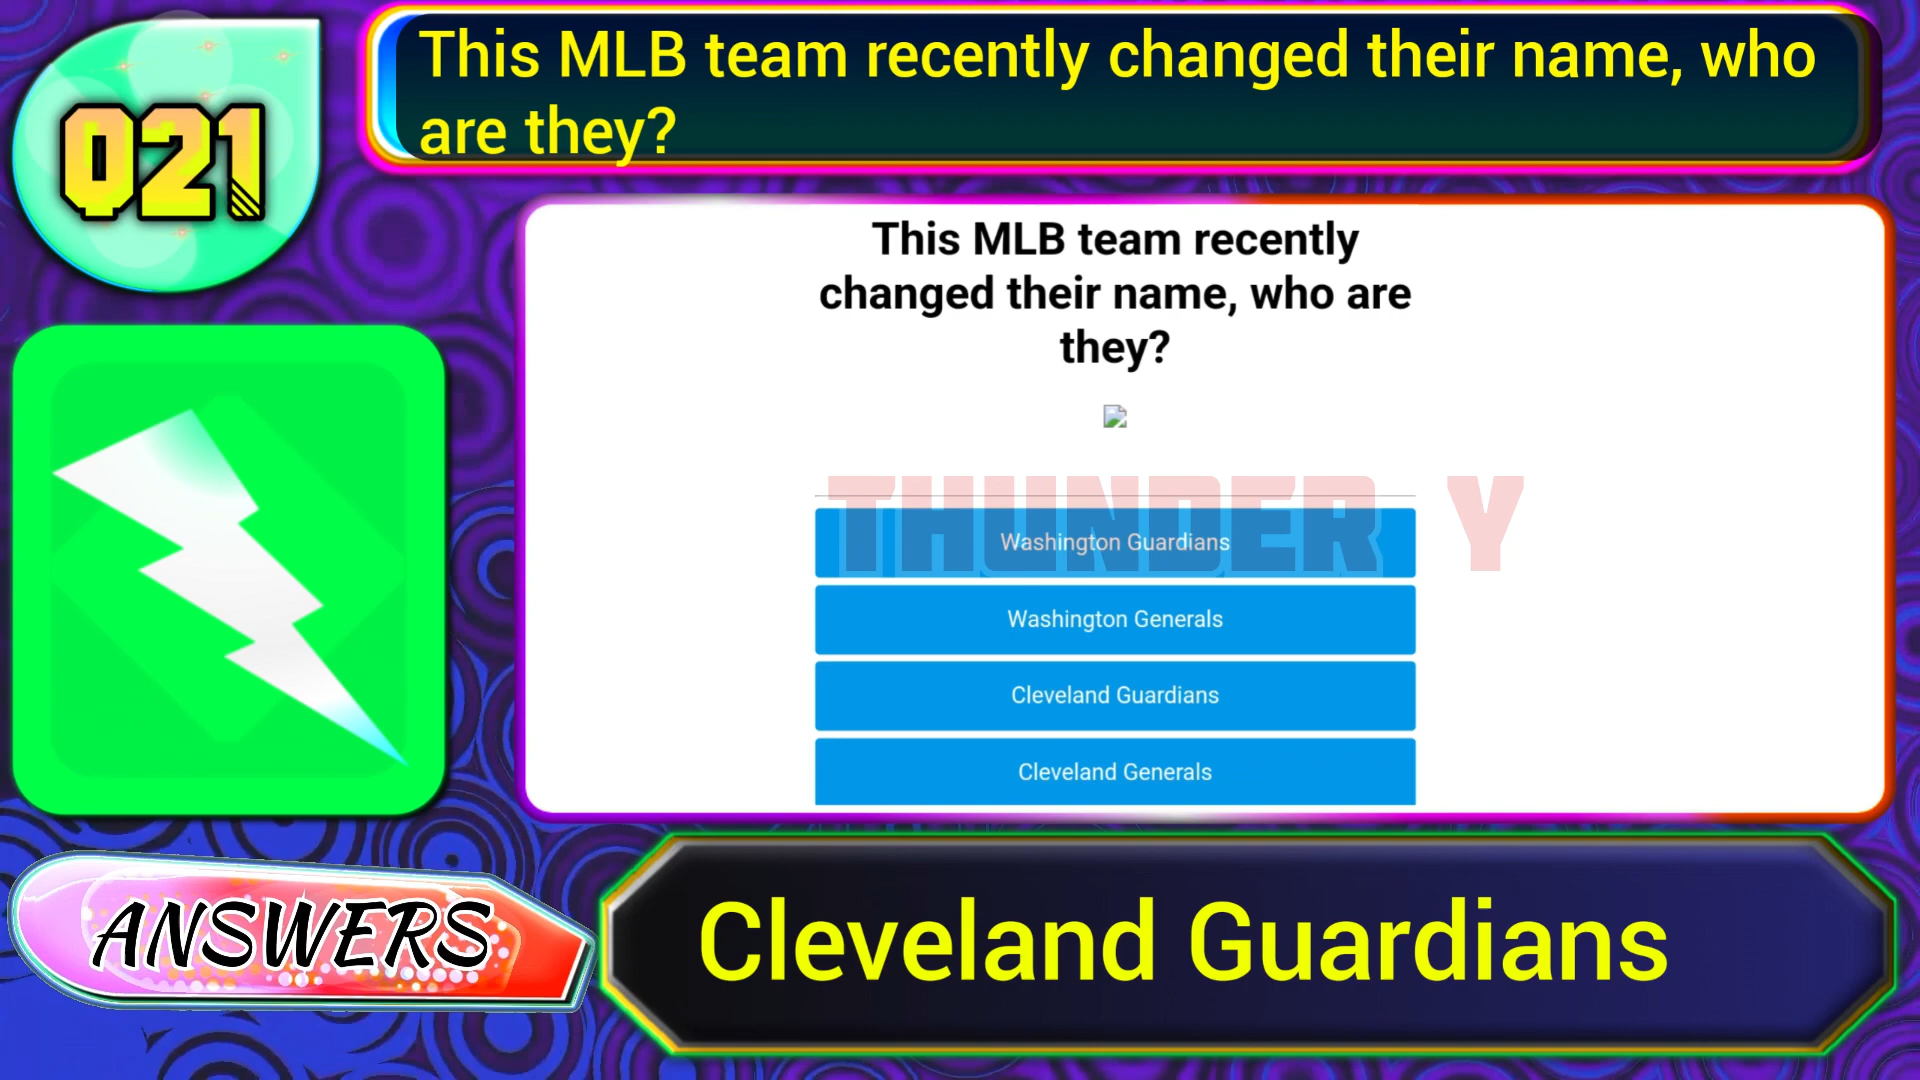 021
This MLB team recently changed their name, who
are they?
This MLB team recently
changed their name, who are
they?
THUNDER Y
Washington Guardians
Washington Generals
Cleveland Guardians
Cleveland Generals
ANSWERS
Cleveland Guardians